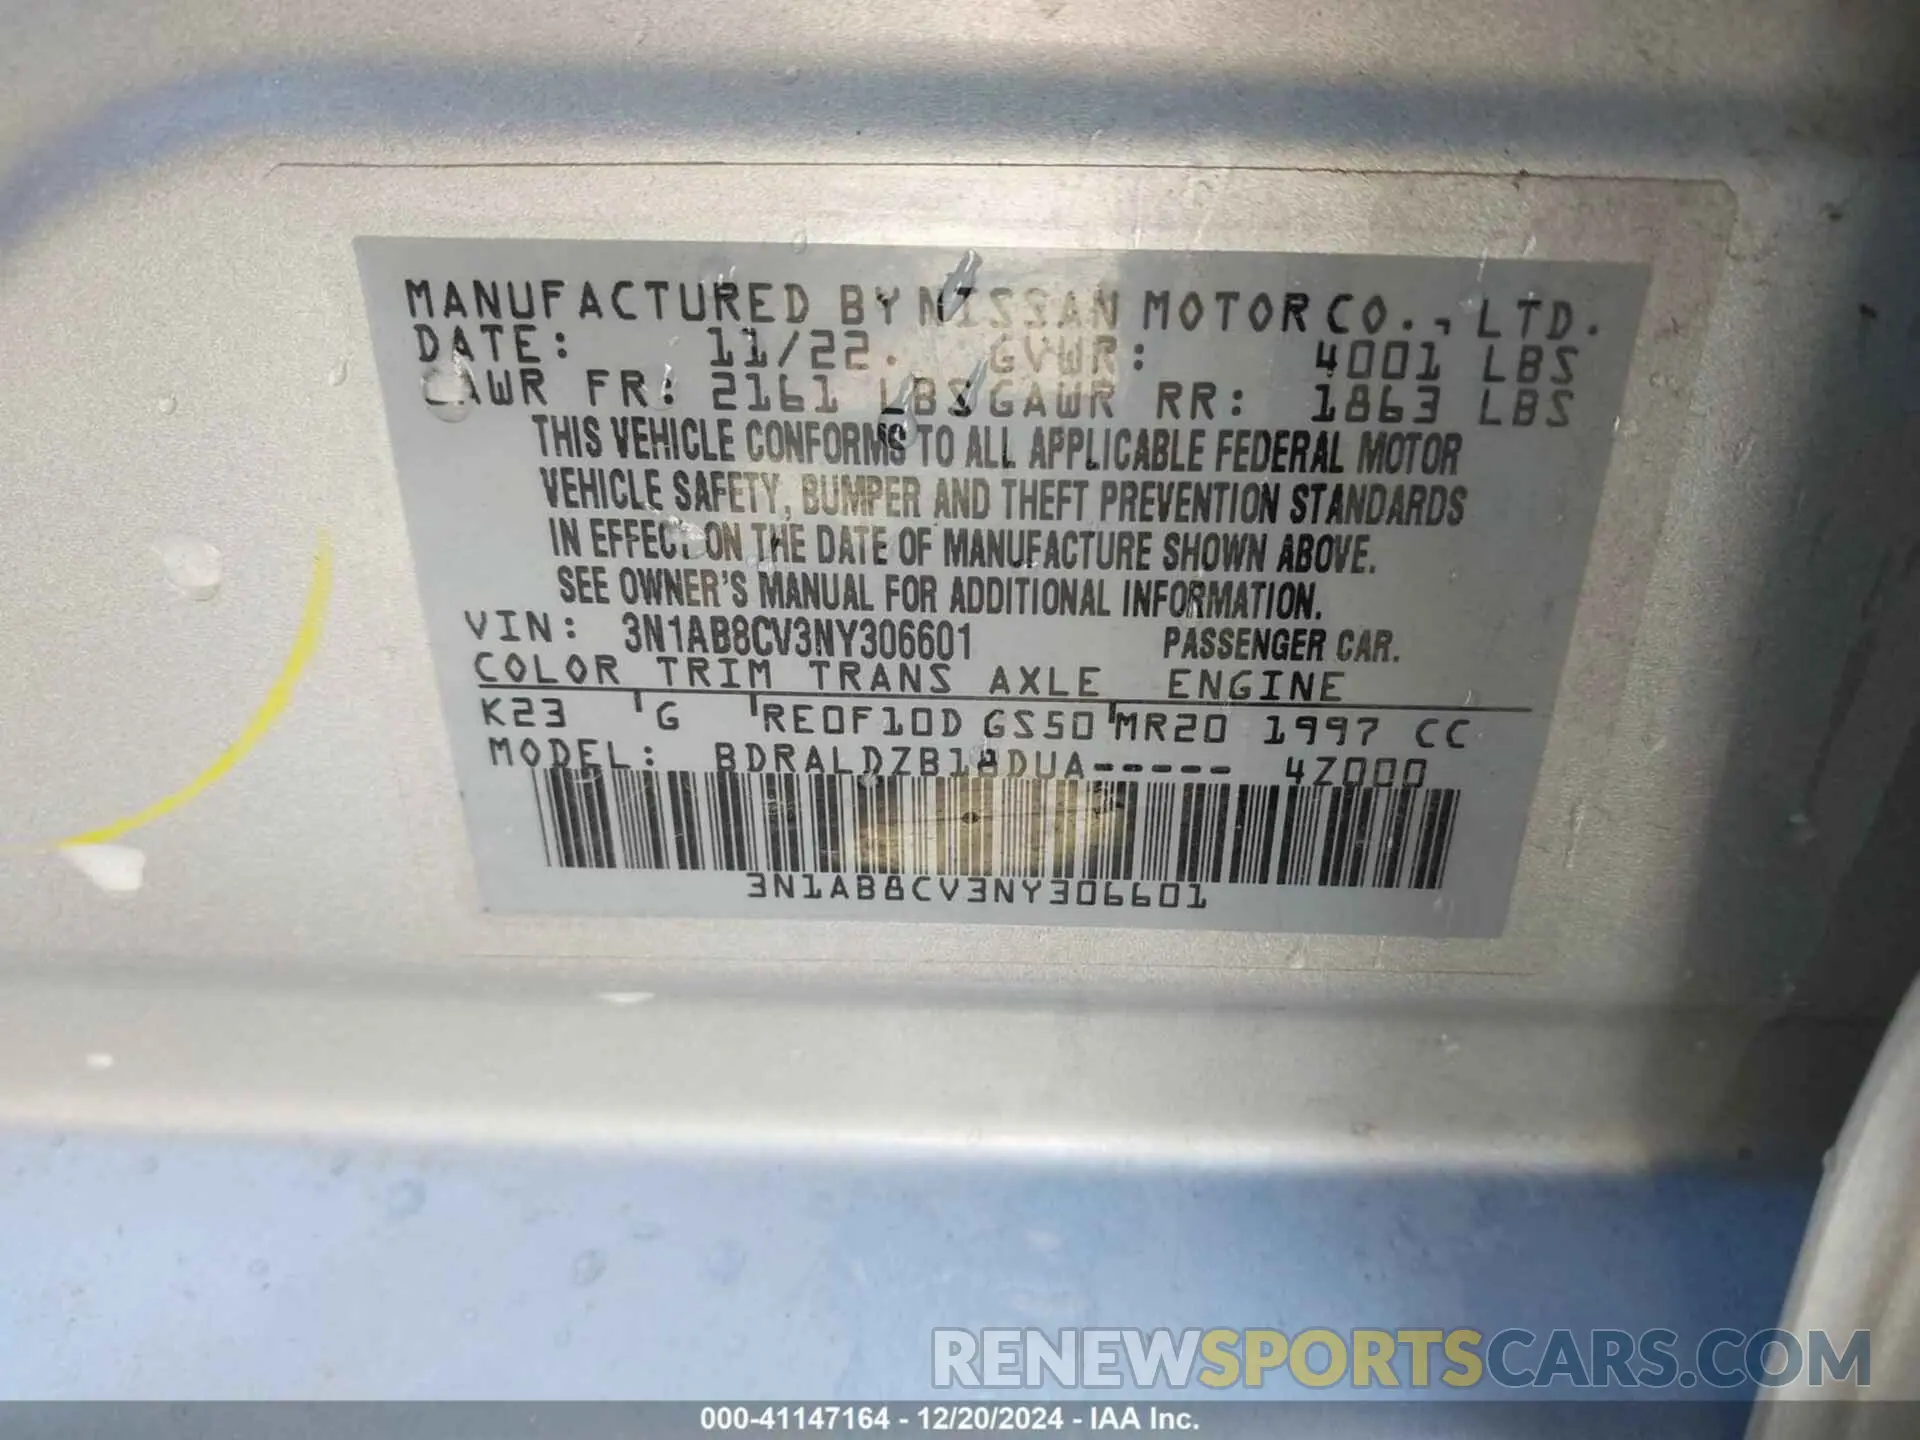 MANUFACTURED BY NISSAN MOTOR CO., LTD.
DATE: 11/22. GVWR: 4001 LBS
GAWR FR: 2161 LBS GAWR RR: 1863 LBS
THIS VEHICLE CONFORMS TO ALL APPLICABLE FEDERAL MOTOR
VEHICLE SAFETY, BUMPER AND THEFT PREVENTION STANDARDS
IN EFFECT ON THE DATE OF MANUFACTURE SHOWN ABOVE.
SEE OWNER'S MANUAL FOR ADDITIONAL INFORMATION.
VIN: 3N1AB8CV3NY306601 PASSENGER CAR.
COLOR TRIM TRANS AXLE ENGINE
K23 G RE0F10D GS50 MR20 1997 CC
MODEL: BDRALDZB18DUA----- 4Z000
3N1AB8CV3NY306601
RENEWSPORTSCARS.COM
000-41147164 - 12/20/2024 - IAA Inc.